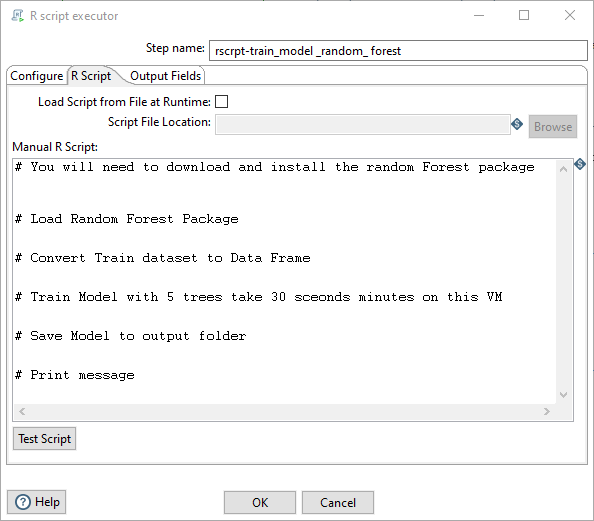 R script executor
Step name: rscrpt-train_model _random_ forest
Configure R Script Output Fields
Load Script from File at Runtime:
Script File Location: S Browse
Manual R Script:
# You will need to download and install the random Forest package S
# Load Random Forest Package
# Convert Train dataset to Data Frame
# Train Model with 5 trees take 30 sceonds minutes on this VM
# Save Model to output folder
# Print message
Test Script
? Help OK Cancel